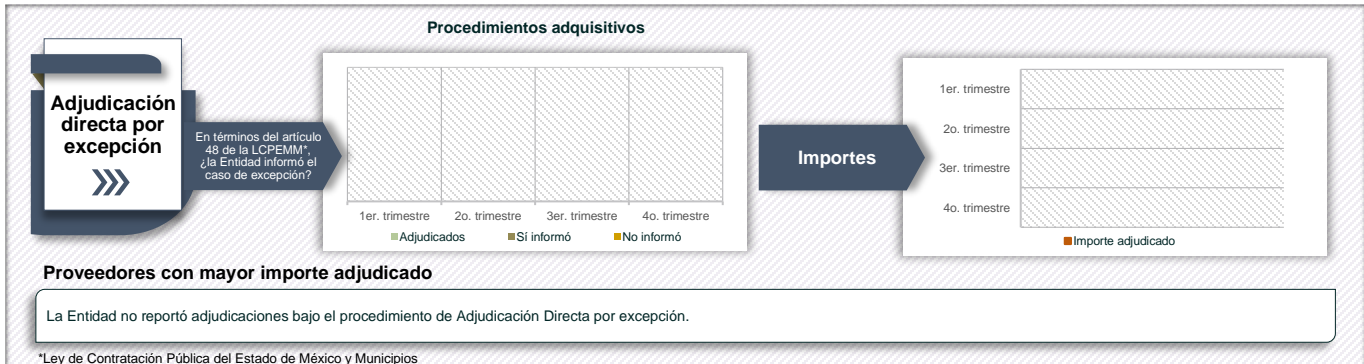 Procedimientos adquisitivos
Adjudicación
directa por
excepción
En términos del artículo
48 de la LCPEMM*,
¿la Entidad informó el
caso de excepción?
1er. trimestre
2o. trimestre
3er. trimestre
4o. trimestre
Adjudicados
Sí informó
No informó
Importes
1er. trimestre
2o. trimestre
3er. trimestre
4o. trimestre
Importe adjudicado
Proveedores con mayor importe adjudicado
La Entidad no reportó adjudicaciones bajo el procedimiento de Adjudicación Directa por excepción.
*Ley de Contratación Pública del Estado de México y Municipios